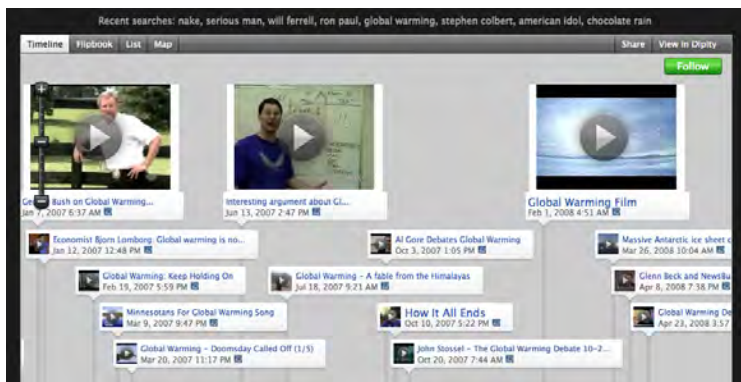 Recent searches: nake, serious man, will ferrell, ron paul, global warming, stephen colbert, american idol, chocolate rain
Timeline Flipbook List Map Share View in Dipity
Follow
Bush on Global Warming...
Jan 7, 2007 6:37 AM
Interesting argument about Gl...
Jun 13, 2007 2:47 PM
Global Warming Film
Feb 1, 2008 4:51 AM
Economist Bjorn Lomborg: Global warming is no...
Jan 12, 2007 12:48 PM
Al Gore Debates Global Warming
Oct 3, 2007 1:05 PM
Massive Antarctic ice sheet c
Mar 26, 2008 10:04 AM
Global Warming: Keep Holding On
Feb 19, 2007 5:59 PM
Global Warming - A fable from the Himalayas
Jul 18, 2007 9:21 AM
Glenn Beck and NewsBu
Apr 8, 2008 7:38 PM
Minnesotans For Global Warming Song
Mar 9, 2007 9:47 PM
How It All Ends
Oct 10, 2007 5:22 PM
Global Warming De
Apr 23, 2008 3:57
Global Warming - Doomsday Called Off (1/5)
Mar 20, 2007 11:17 PM
John Stossel - The Global Warming Debate 10-2...
Oct 20, 2007 7:44 AM